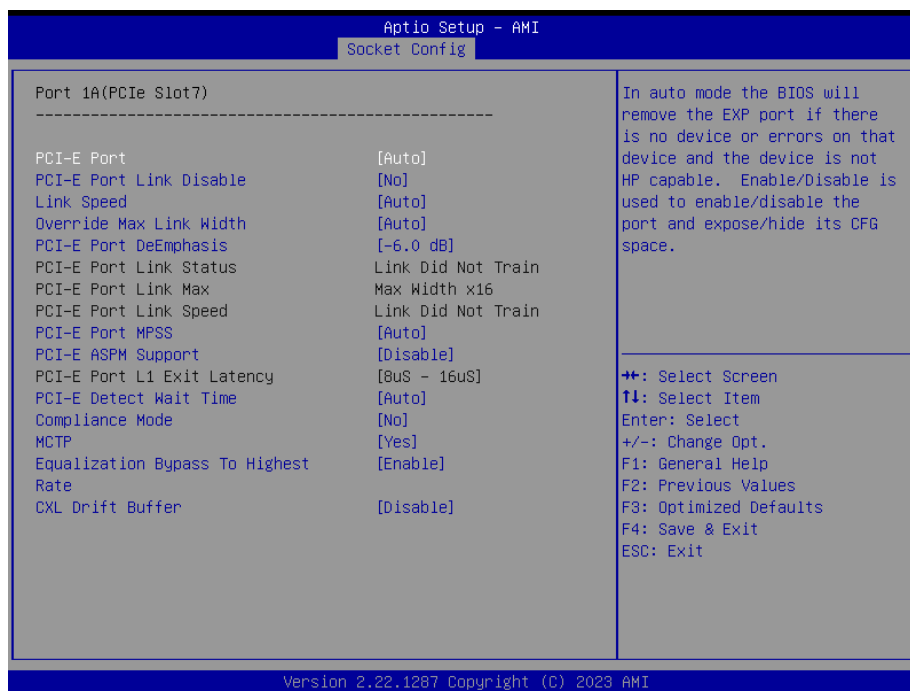 Aptio Setup – AMI
Socket Config
Port 1A(PCIe Slot7)
--------------------------------------------------
PCI-E Port [Auto]
PCI-E Port Link Disable [No]
Link Speed [Auto]
Override Max Link Width [Auto]
PCI-E Port DeEmphasis [-6.0 dB]
PCI-E Port Link Status Link Did Not Train
PCI-E Port Link Max Max Width x16
PCI-E Port Link Speed Link Did Not Train
PCI-E Port MPSS [Auto]
PCI-E ASPM Support [Disable]
PCI-E Port L1 Exit Latency [8uS - 16uS]
PCI-E Detect Wait Time [Auto]
Compliance Mode [No]
MCTP [Yes]
Equalization Bypass To Highest [Enable]
Rate
CXL Drift Buffer [Disable]
In auto mode the BIOS will
remove the EXP port if there
is no device or errors on that
device and the device is not
HP capable.  Enable/Disable is
used to enable/disable the
port and expose/hide its CFG
space.
→←: Select Screen
↑↓: Select Item
Enter: Select
+/-: Change Opt.
F1: General Help
F2: Previous Values
F3: Optimized Defaults
F4: Save & Exit
ESC: Exit
Version 2.22.1287 Copyright (C) 2023 AMI